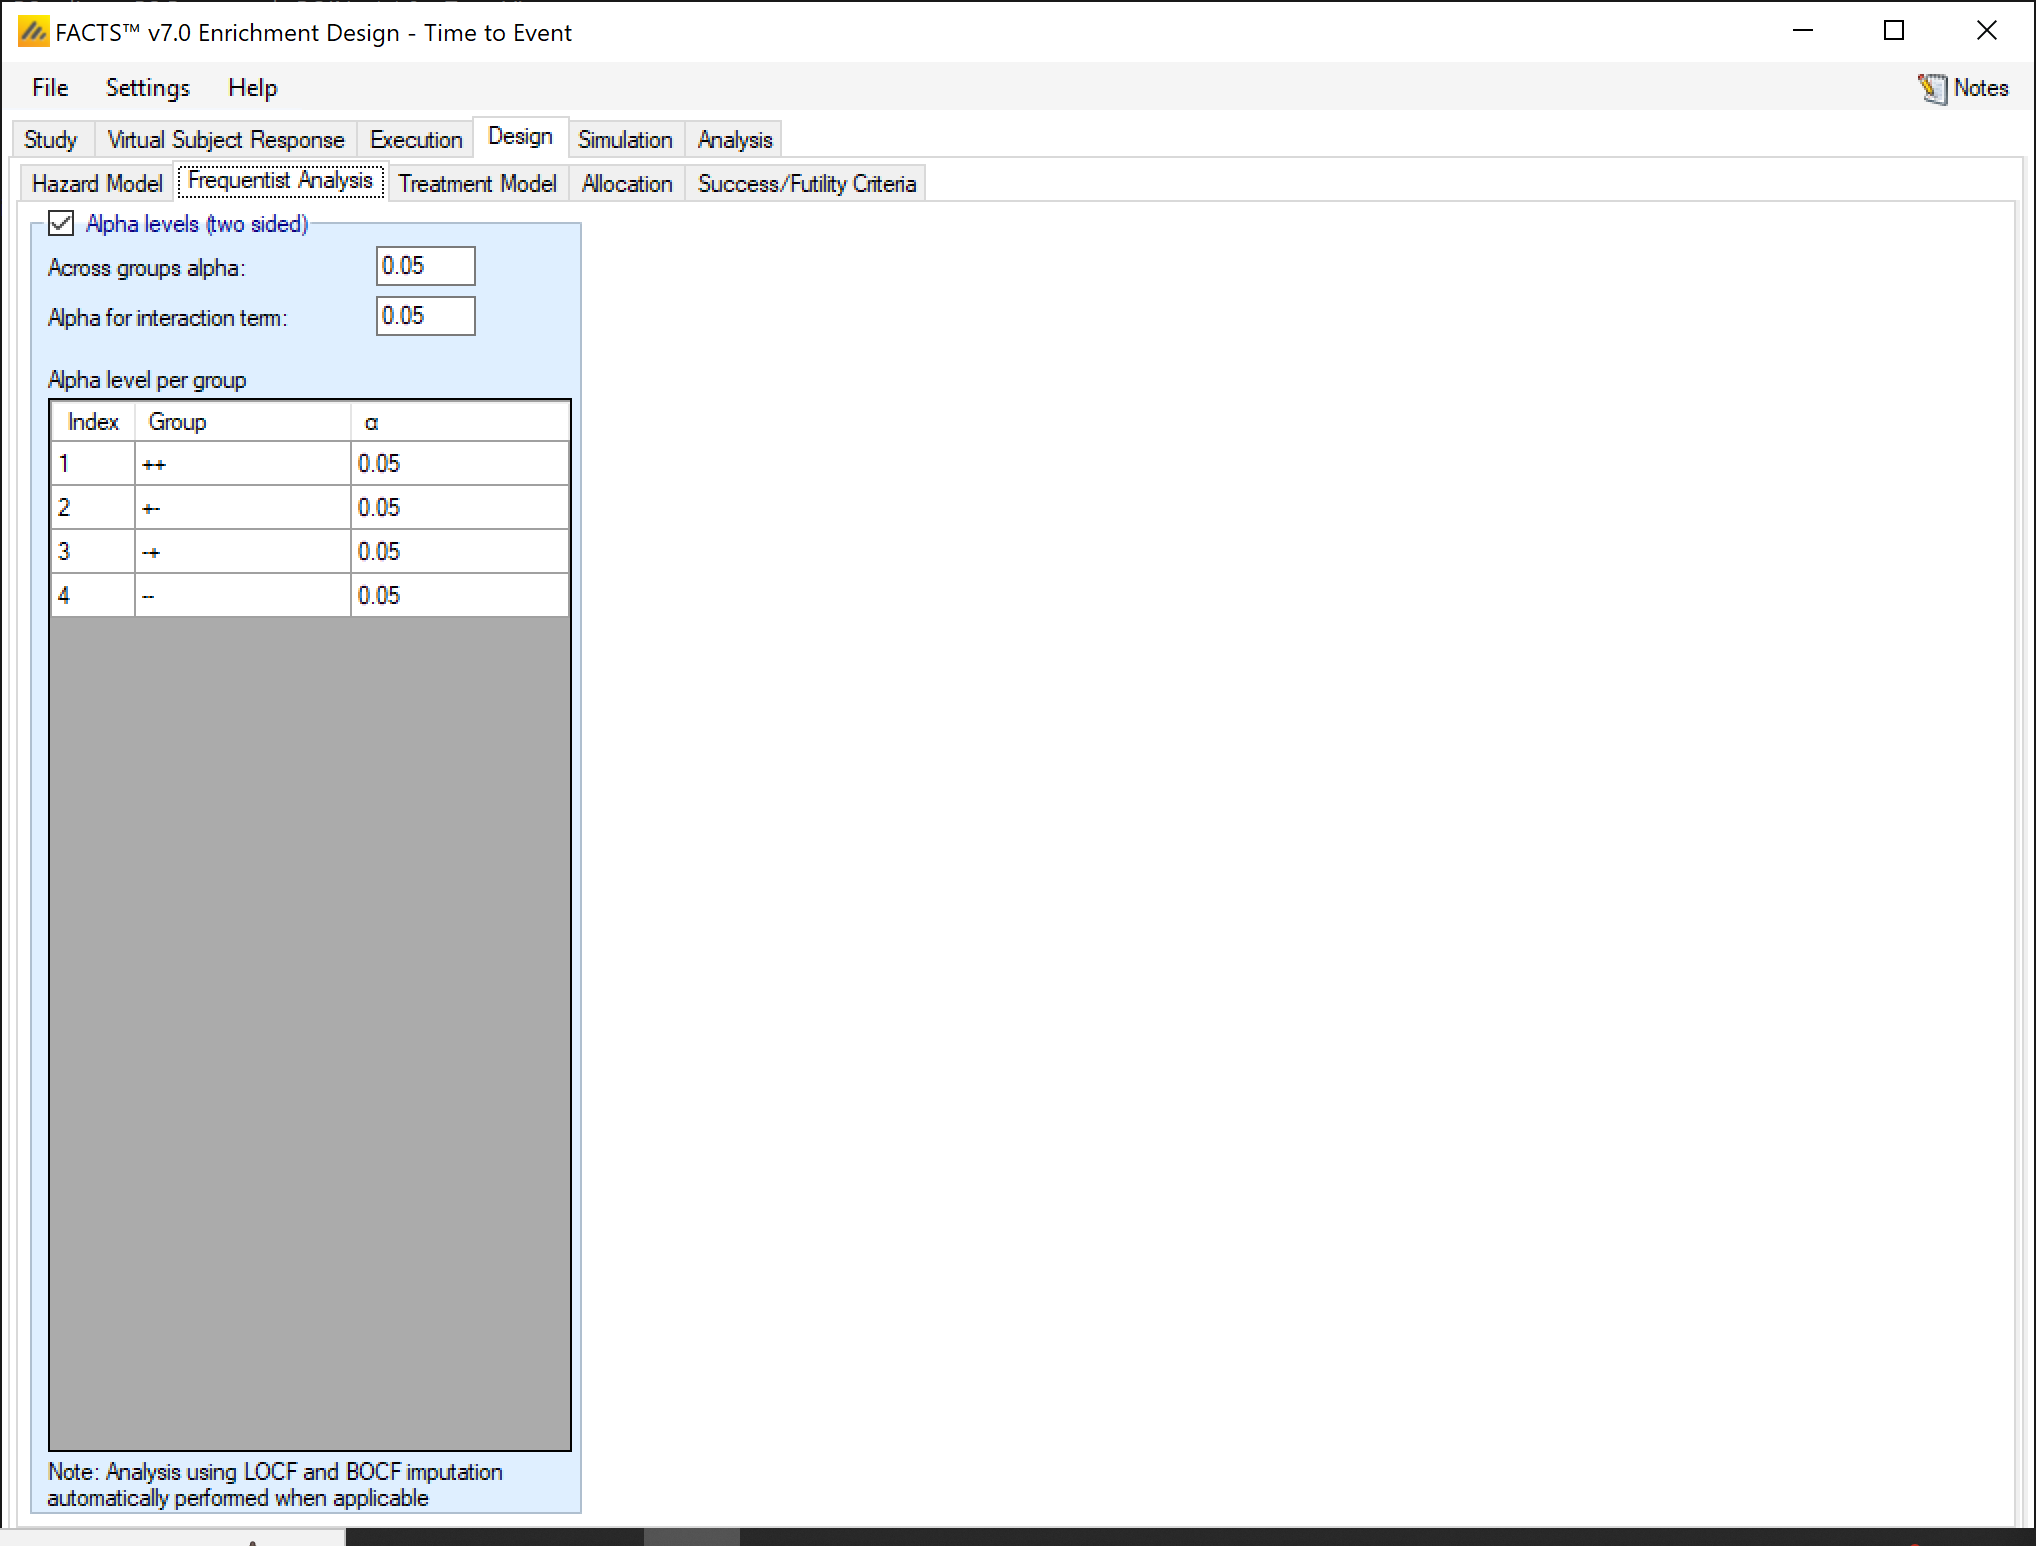 FACTS™ v7.0 Enrichment Design - Time to Event
File Settings Help Notes
Study Virtual Subject Response Execution Design Simulation Analysis
Hazard Model Frequentist Analysis Treatment Model Allocation Success/Futility Criteria
Alpha levels (two sided)
Across groups alpha: 0.05
Alpha for interaction term: 0.05
Alpha level per group
Index Group α
1 ++ 0.05
2 +- 0.05
3 -+ 0.05
4 -- 0.05
Note: Analysis using LOCF and BOCF imputation
automatically performed when applicable